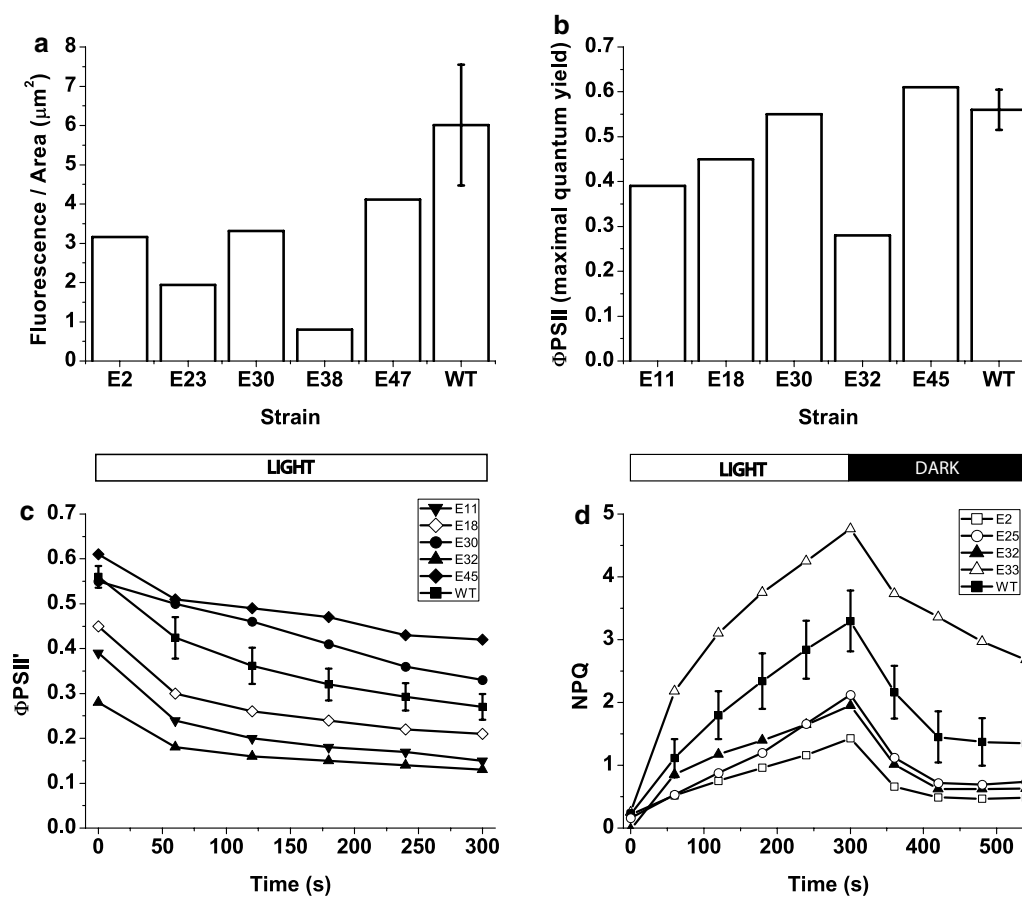 a
8
7
6
5
4
3
2
1
0
Fluorescence / Area (μm²)
E2 E23 E30 E38 E47 WT
Strain
b
0.7
0.6
0.5
0.4
0.3
0.2
0.1
0.0
ΦPSII (maximal quantum yield)
E11 E18 E30 E32 E45 WT
Strain
LIGHT
c
0.7
0.6
0.5
0.4
0.3
0.2
0.1
0.0
ΦPSII'
E11
E18
E30
E32
E45
WT
0 50 100 150 200 250 300
Time (s)
LIGHT DARK
d
5
4
3
2
1
0
NPQ
E2
E25
E32
E33
WT
0 100 200 300 400 500
Time (s)